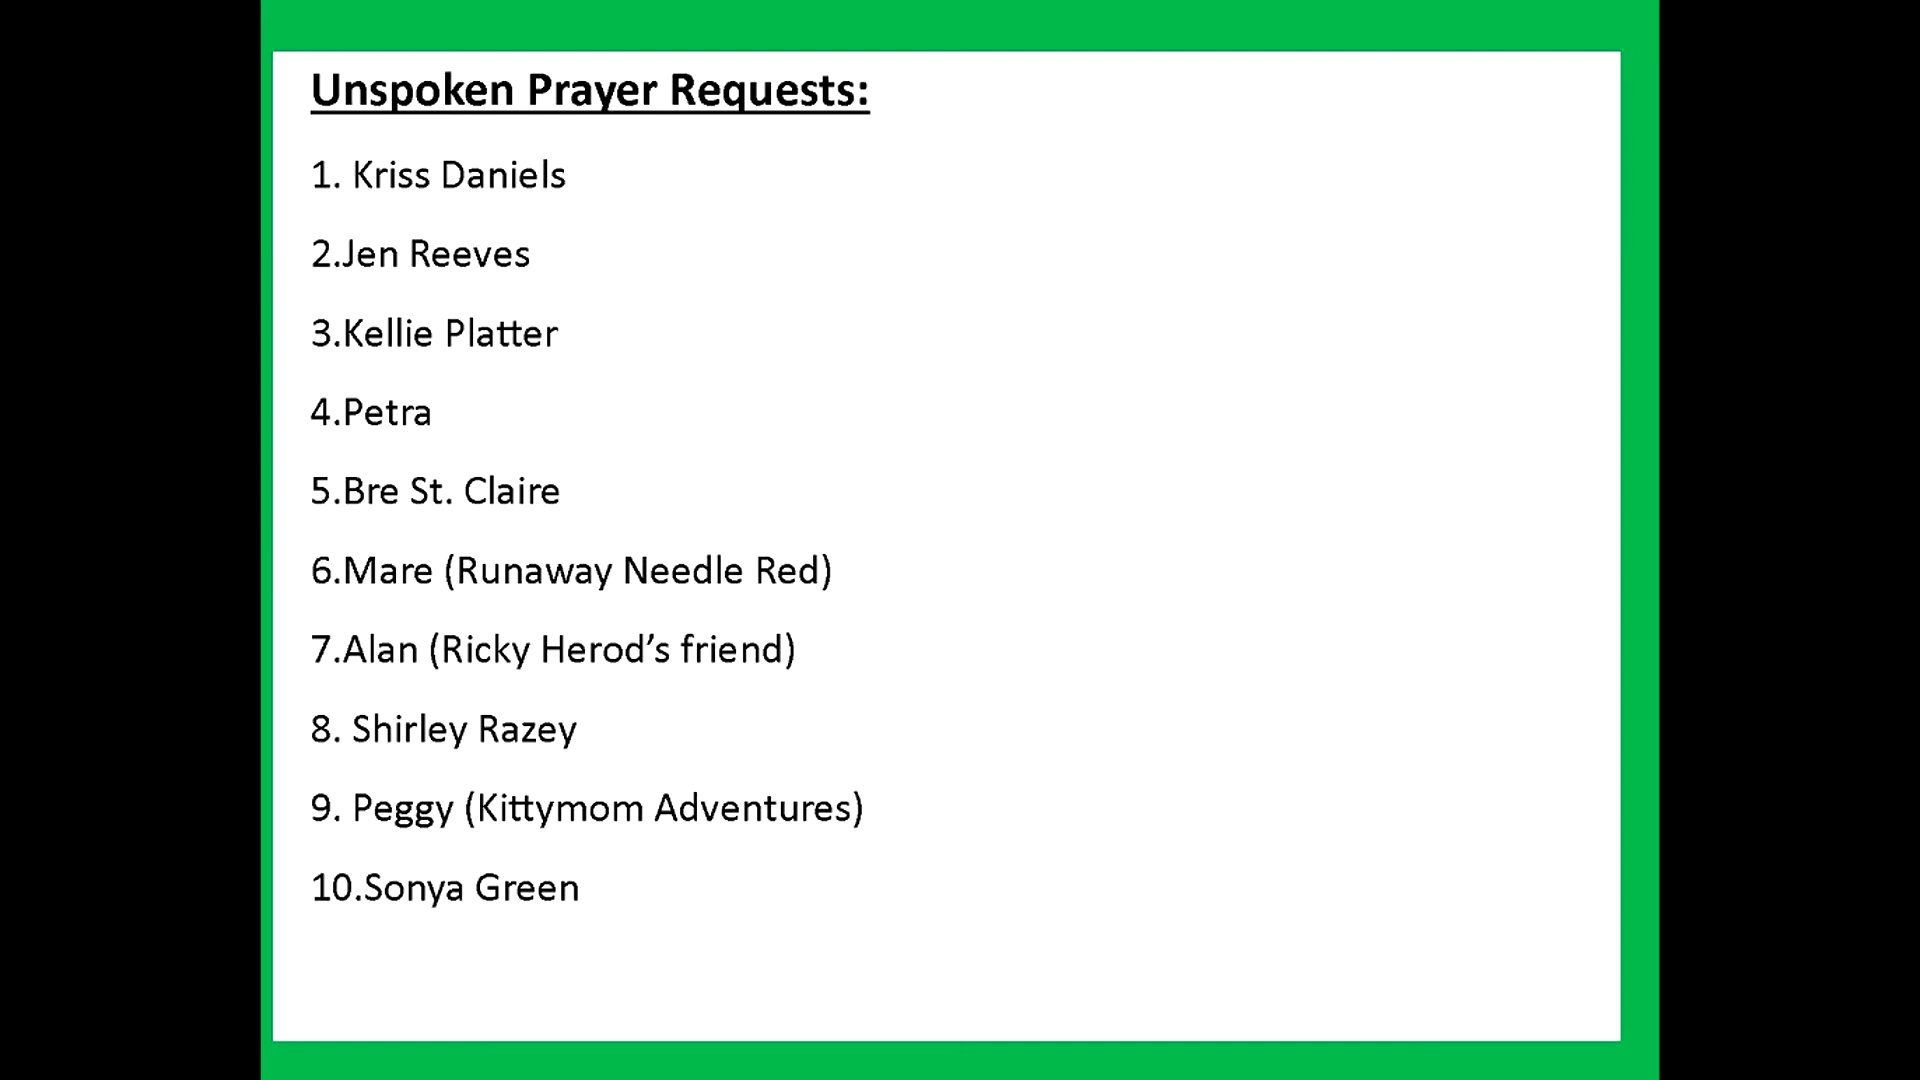 Unspoken Prayer Requests:
1. Kriss Daniels
2.Jen Reeves
3.Kellie Platter
4.Petra
5.Bre St. Claire
6.Mare (Runaway Needle Red)
7.Alan (Ricky Herod’s friend)
8. Shirley Razey
9. Peggy (Kittymom Adventures)
10.Sonya Green